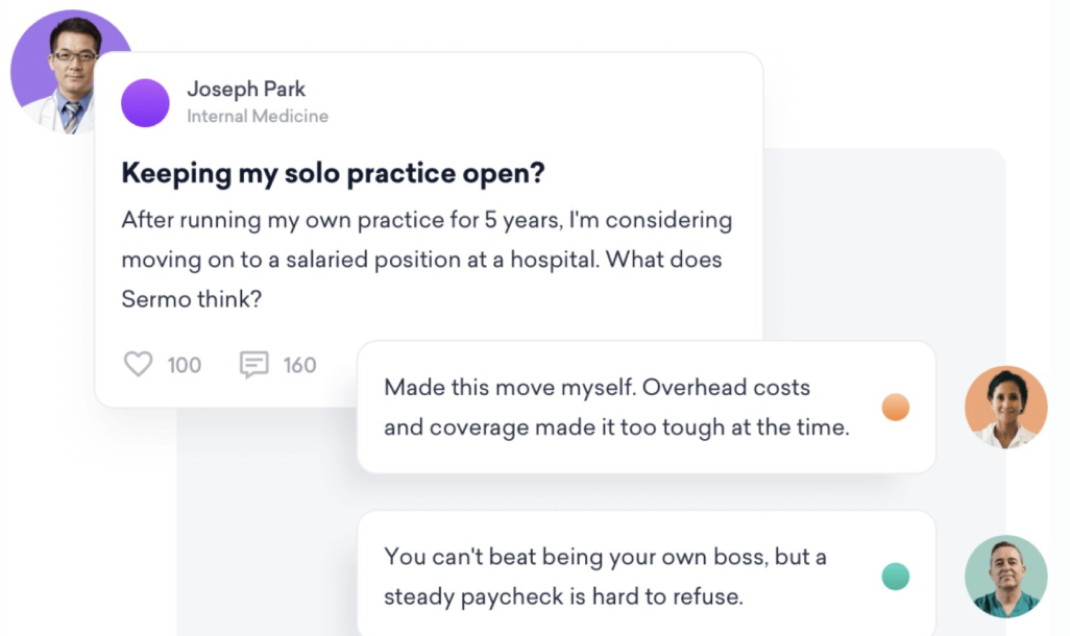 Joseph Park
Internal Medicine
Keeping my solo practice open?
After running my own practice for 5 years, I'm considering
moving on to a salaried position at a hospital. What does
Sermo think?
100 160
Made this move myself. Overhead costs
and coverage made it too tough at the time.
You can't beat being your own boss, but a
steady paycheck is hard to refuse.